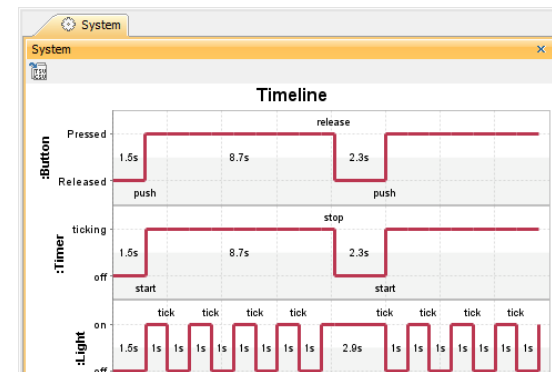 System
System
Timeline
release
Pressed
1.5s 8.7s 2.3s
:Button
Released
push push
stop
ticking
1.5s 8.7s 2.3s
:Timer
off
start start
tick tick tick tick tick tick tick tick
on
1.5s 1s 1s 1s 1s 1s 1s 1s 2.9s 1s 1s 1s 1s 1s 1s 1s
:Light
off